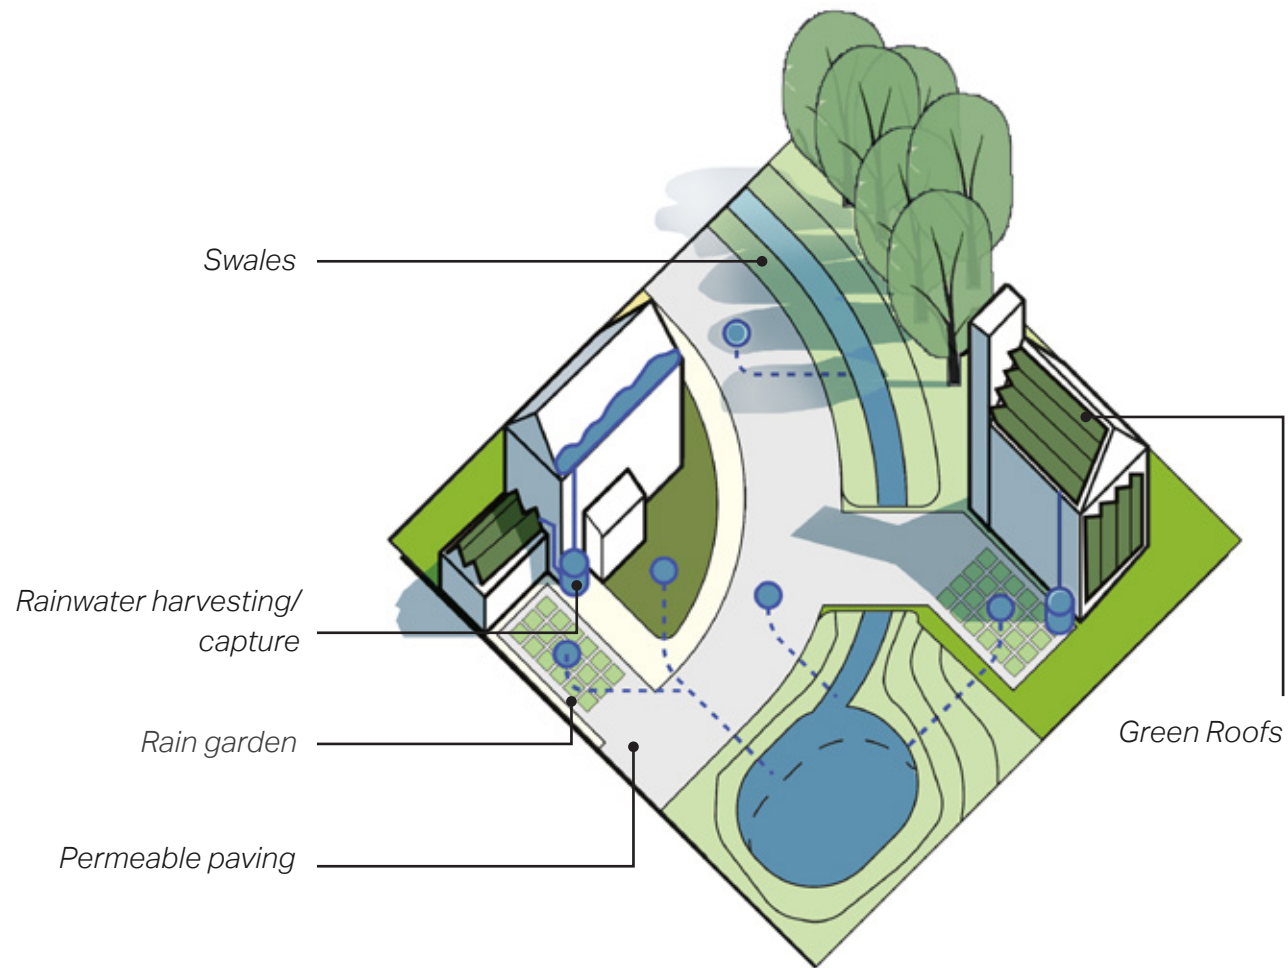 Swales
Rainwater harvesting/
capture
Rain garden
Green Roofs
Permeable paving